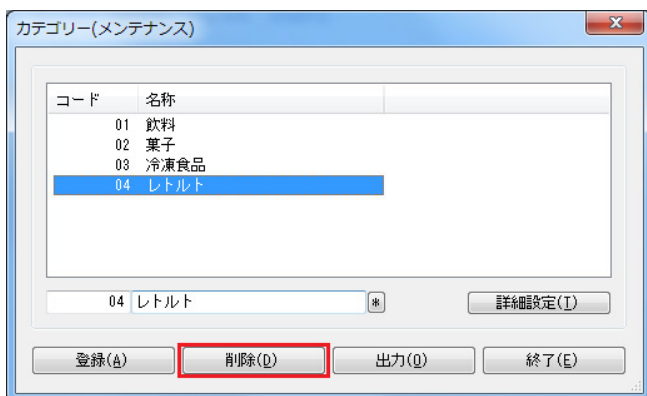 カテゴリー(メンテナンス)
コード 名称
01 飲料
02 菓子
03 冷凍食品
04 レトルト
04 レトルト * 詳細設定(T)
登録(A) 削除(D) 出力(O) 終了(E)